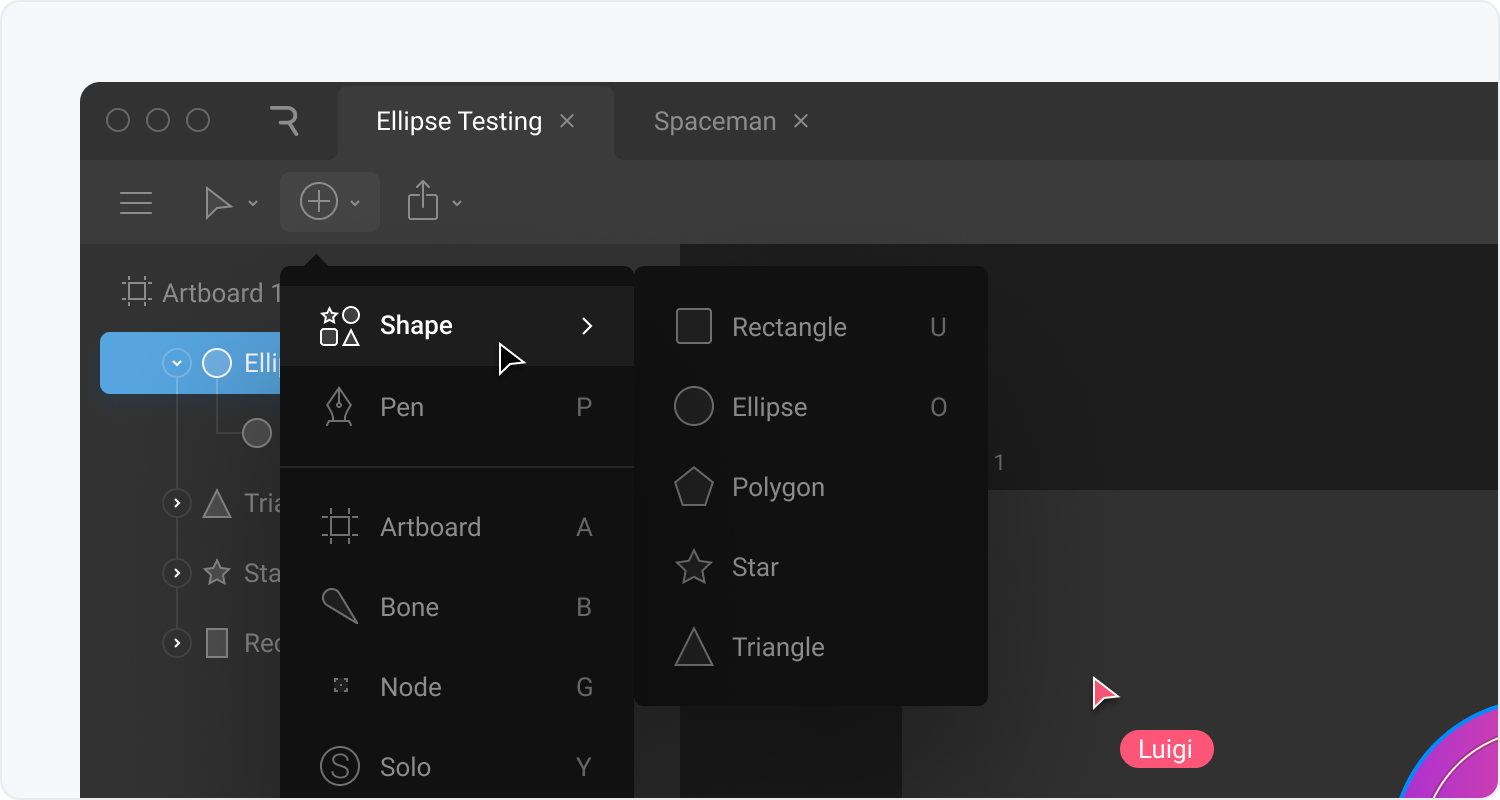 Ellipse Testing
Spaceman
Artboard 1
Elli
Tria
Sta
Rec
Shape
Pen P
Artboard A
Bone B
Node G
Solo Y
Rectangle U
Ellipse O
Polygon
Star
Triangle
1
Luigi